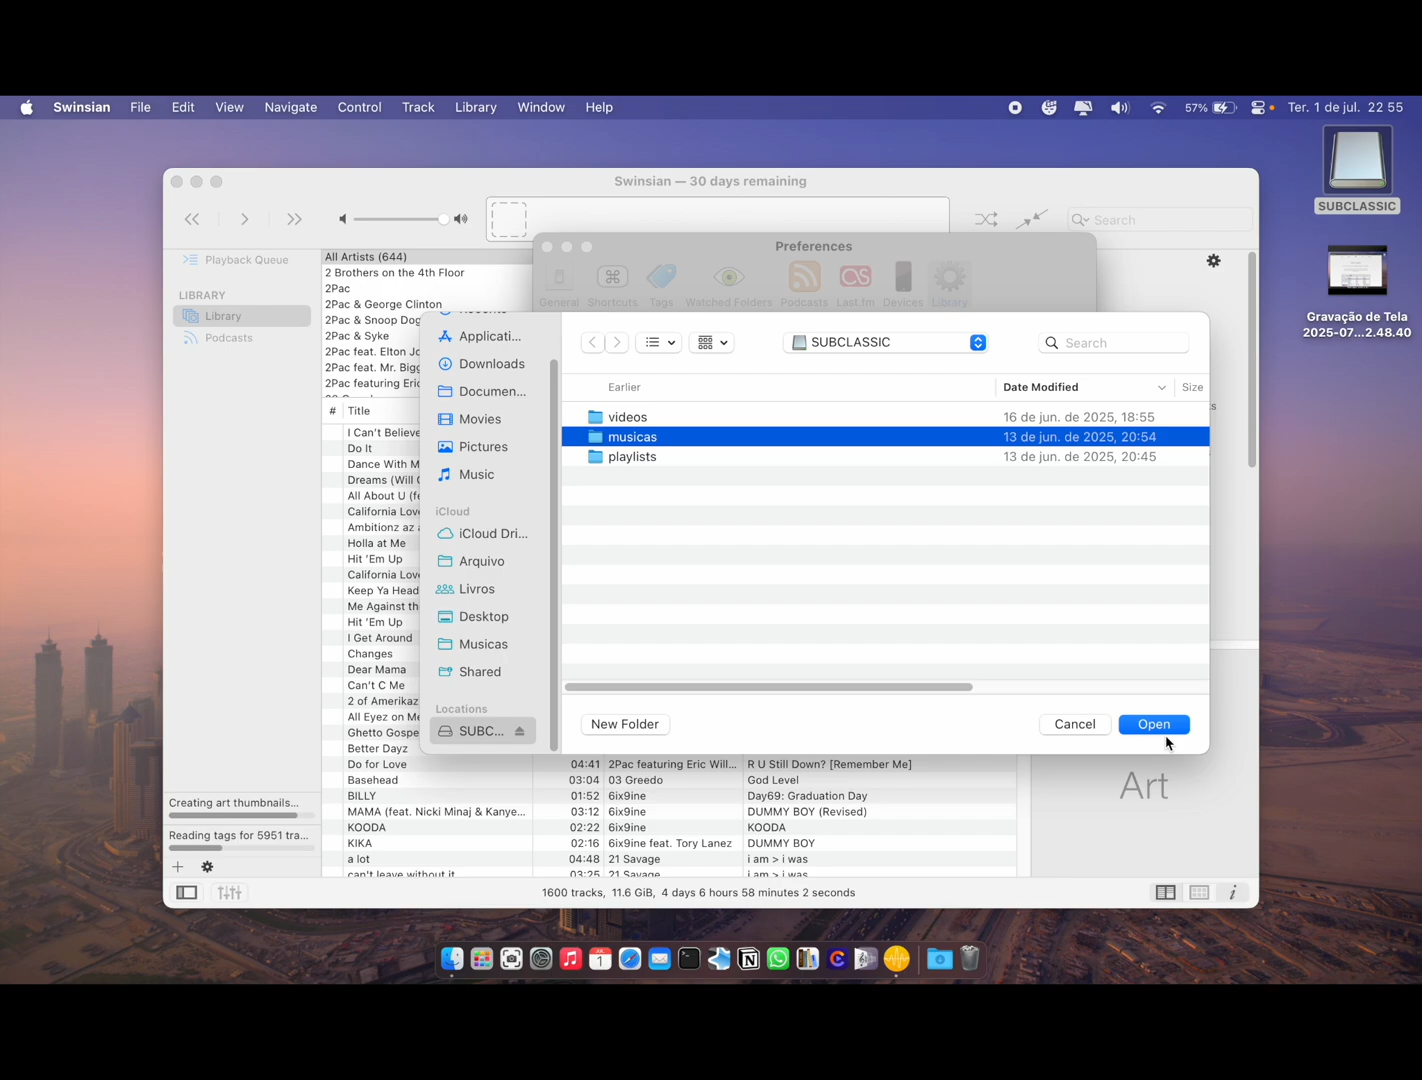 Swinsian File Edit View Navigate Control Track Library Window Help
57% Ter. 1 de jul. 22 55
SUBCLASSIC
Gravação de Tela
2025-07...2.48.40
Swinsian — 30 days remaining
Search
Playback Queue
LIBRARY
Library
Podcasts
Creating art thumbnails...
Reading tags for 5951 tra...
All Artists (644)
2 Brothers on the 4th Floor
2Pac
2Pac & George Clinton
2Pac & Snoop Dog
2Pac & Syke
2Pac feat. Elton Jo
2Pac feat. Mr. Bigg
2Pac featuring Eric
# Title
I Can't Believe
Do It
Dance With M
Dreams (Will C
All About U (fe
California Lov
Ambitionz az a
Holla at Me
Hit 'Em Up
California Lov
Keep Ya Head
Me Against th
Hit 'Em Up
I Get Around
Changes
Dear Mama
Can't C Me
2 of Amerikaz
All Eyez on Me
Ghetto Gospe
Better Dayz
Do for Love 04:41 2Pac featuring Eric Will... R U Still Down? [Remember Me]
Basehead 03:04 03 Greedo God Level
BILLY 01:52 6ix9ine Day69: Graduation Day
MAMA (feat. Nicki Minaj & Kanye... 03:12 6ix9ine DUMMY BOY (Revised)
KOODA 02:22 6ix9ine KOODA
KIKA 02:16 6ix9ine feat. Tory Lanez DUMMY BOY
a lot 04:48 21 Savage i am > i was
can't leave without it 03:25 21 Savage i am > i was
Art
1600 tracks, 11.6 GiB, 4 days 6 hours 58 minutes 2 seconds
Preferences
General Shortcuts Tags Watched Folders Podcasts Last.fm Devices Library
Recents
Applicati...
Downloads
Documen...
Movies
Pictures
Music
iCloud
iCloud Dri...
Arquivo
Livros
Desktop
Musicas
Shared
Locations
SUBC...
SUBCLASSIC
Search
Earlier Date Modified Size
videos 16 de jun. de 2025, 18:55
musicas 13 de jun. de 2025, 20:54
playlists 13 de jun. de 2025, 20:45
New Folder Cancel Open